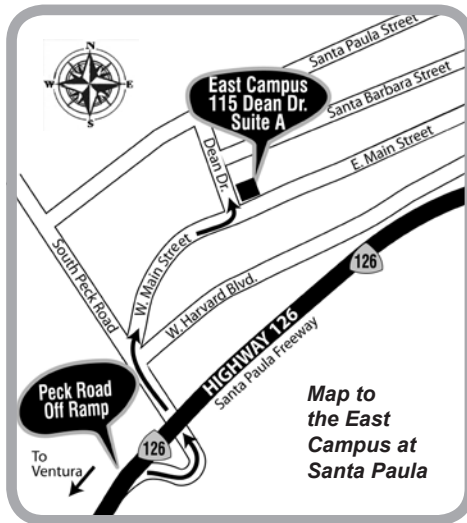 N
W
E
S
Santa Paula Street
East Campus
115 Dean Dr.
Suite A
Santa Barbara Street
E. Main Street
Dean Dr.
W. Main Street
South Peck Road
W. Harvard Blvd.
126
HIGHWAY 126
Santa Paula Freeway
Peck Road
Off Ramp
126
To
Ventura
Map to
the East
Campus at
Santa Paula